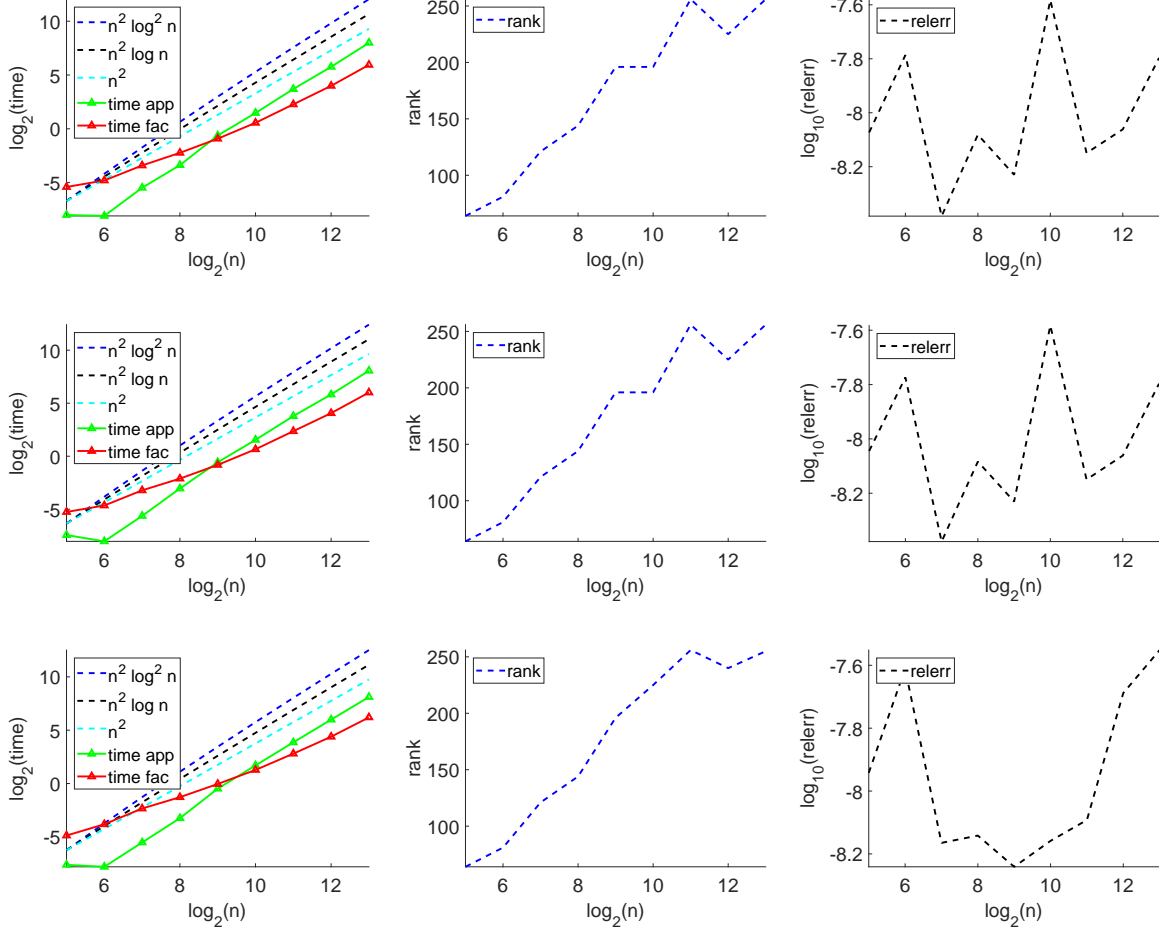 log₂(time)
10
5
0
-5
n² log² n
n² log n
n²
time app
time fac
6 8 10 12
log₂(n)
rank
250
200
150
100
rank
6 8 10 12
log₂(n)
log₁₀(relerr)
-7.6
-7.8
-8
-8.2
relerr
6 8 10 12
log₂(n)
log₂(time)
10
5
0
-5
n² log² n
n² log n
n²
time app
time fac
6 8 10 12
log₂(n)
rank
250
200
150
100
rank
6 8 10 12
log₂(n)
log₁₀(relerr)
-7.6
-7.8
-8
-8.2
relerr
6 8 10 12
log₂(n)
log₂(time)
10
5
0
-5
n² log² n
n² log n
n²
time app
time fac
6 8 10 12
log₂(n)
rank
250
200
150
100
rank
6 8 10 12
log₂(n)
log₁₀(relerr)
-7.6
-7.8
-8
-8.2
relerr
6 8 10 12
log₂(n)